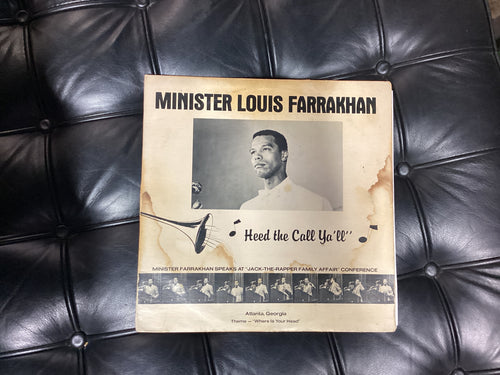 MINISTER LOUIS FARRAKHAN
Heed the Call Ya'll"
MINISTER FARRAKHAN SPEAKS AT "JACK-THE-RAPPER FAMILY AFFAIR" CONFERENCE
Atlanta, Georgia
Theme — "Where Is Your Head"